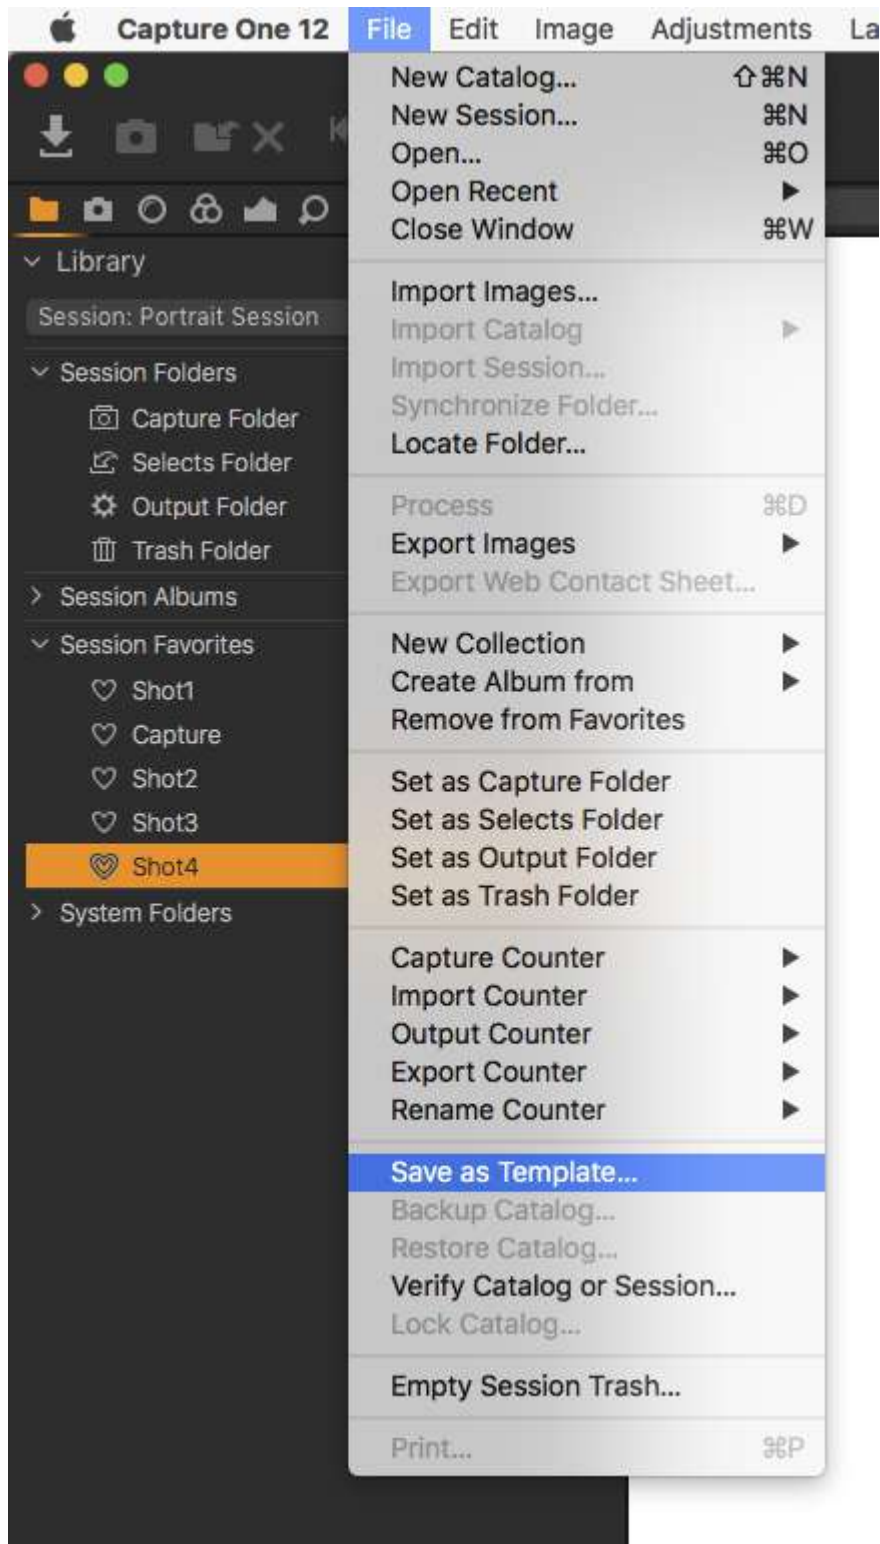 Capture One 12 File Edit Image Adjustments La
New Catalog... ⇧⌘N
New Session... ⌘N
Open... ⌘O
Open Recent ▶
Close Window ⌘W
Import Images...
Import Catalog ▶
Import Session...
Synchronize Folder...
Locate Folder...
Process ⌘D
Export Images ▶
Export Web Contact Sheet...
New Collection ▶
Create Album from ▶
Remove from Favorites
Set as Capture Folder
Set as Selects Folder
Set as Output Folder
Set as Trash Folder
Capture Counter ▶
Import Counter ▶
Output Counter ▶
Export Counter ▶
Rename Counter ▶
Save as Template...
Backup Catalog...
Restore Catalog...
Verify Catalog or Session...
Lock Catalog...
Empty Session Trash...
Print... ⌘P
Library
Session: Portrait Session
Session Folders
Capture Folder
Selects Folder
Output Folder
Trash Folder
Session Albums
Session Favorites
Shot1
Capture
Shot2
Shot3
Shot4
System Folders